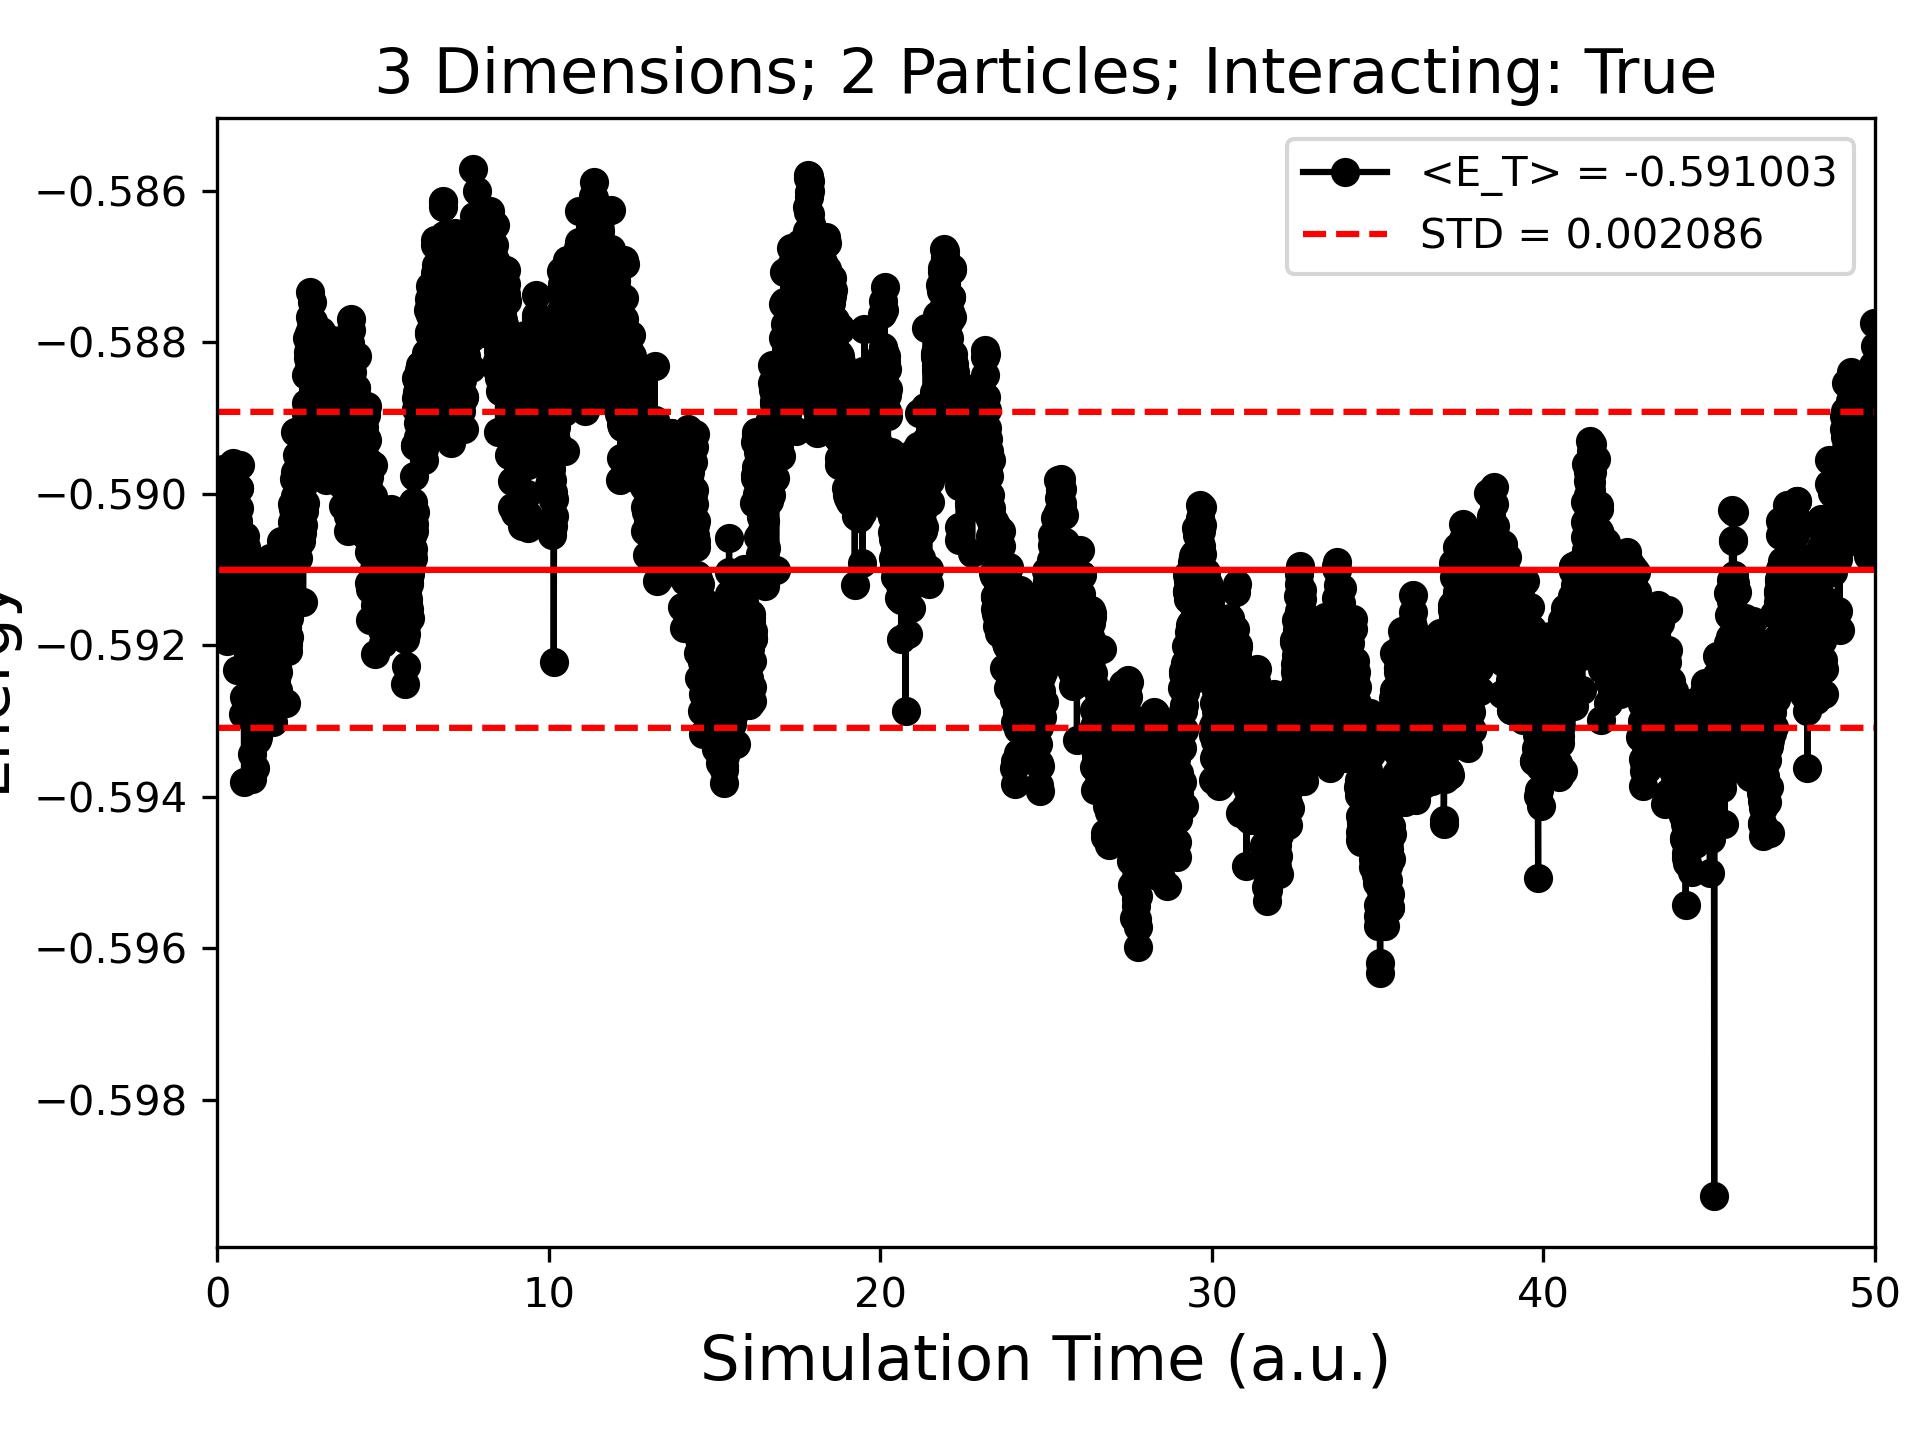 3 Dimensions; 2 Particles; Interacting: True
<E_T> = -0.591003
STD = 0.002086
−0.586
−0.588
−0.590
−0.592
−0.594
−0.596
−0.598
Energy
0 10 20 30 40 50
Simulation Time (a.u.)